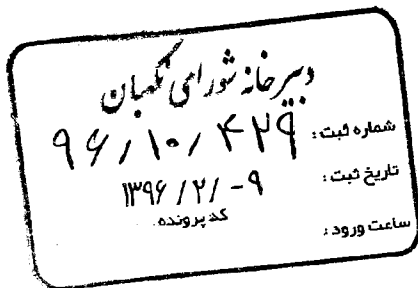 دبیرخانه شورای نگهبان
شماره ثبت: ۹۶/۱۰/۴۲۹
تاریخ ثبت: ۱۳۹۶/۲/-۹
کد پرونده:
ساعت ورود: